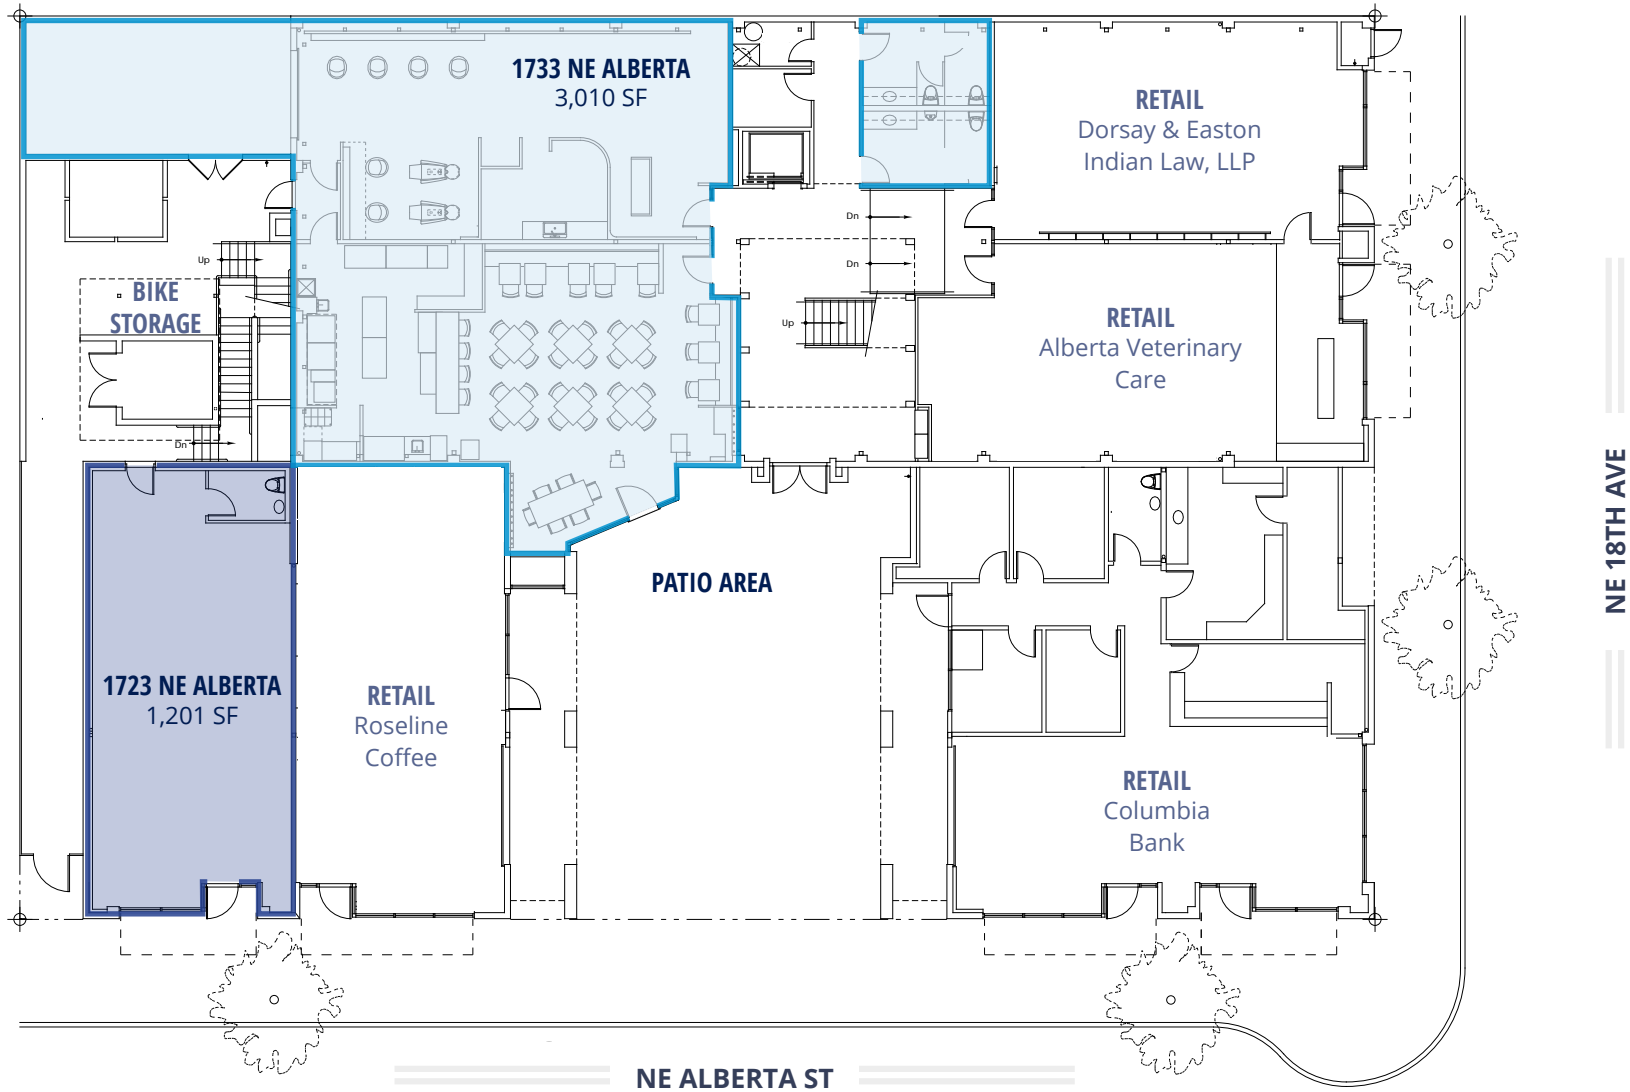 1733 NE ALBERTA
3,010 SF
RETAIL
Dorsay & Easton
Indian Law, LLP
Dn
Up
Dn
BIKE
STORAGE
Up
RETAIL
Alberta Veterinary
Care
Dn
NE 18TH AVE
PATIO AREA
1723 NE ALBERTA
1,201 SF
RETAIL
Roseline
Coffee
RETAIL
Columbia
Bank
NE ALBERTA ST